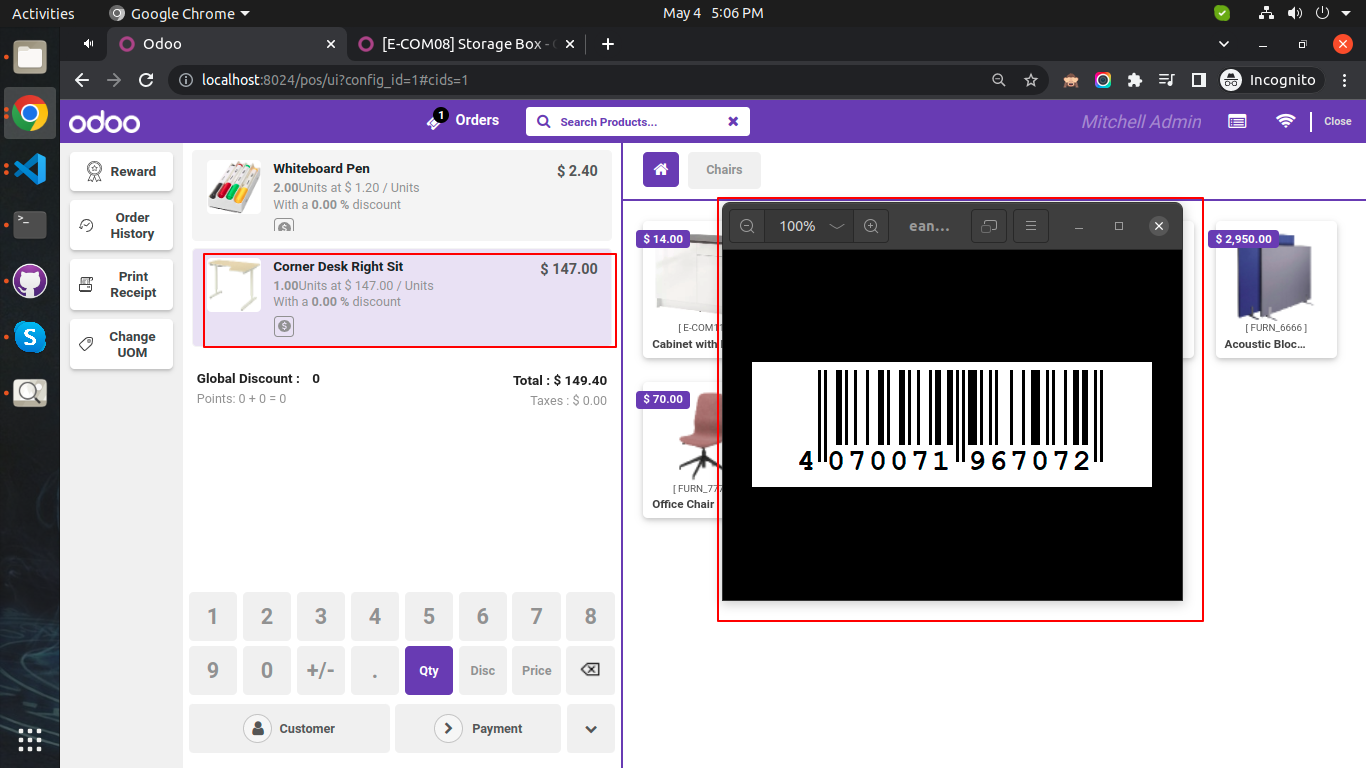 Activities
Google Chrome
May 4 5:06 PM
Odoo
[E-COM08] Storage Box -
localhost:8024/pos/ui?config_id=1#cids=1
Incognito
odoo
1
Orders
Search Products...
Mitchell Admin
Close
Reward
Order
History
Print
Receipt
Change
UOM
Whiteboard Pen
$ 2.40
2.00Units at $ 1.20 / Units
With a 0.00 % discount
Corner Desk Right Sit
$ 147.00
1.00Units at $ 147.00 / Units
With a 0.00 % discount
Global Discount : 0
Total : $ 149.40
Points: 0 + 0 = 0
Taxes : $ 0.00
1 2 3 4 5 6 7 8
9 0 +/- . Qty Disc Price
Customer
Payment
Chairs
$ 14.00
[ E-COM11
Cabinet with
$ 70.00
[ FURN_777
Office Chair
100%
ean...
4 070071 967072
$ 2,950.00
[ FURN_6666 ]
Acoustic Bloc...